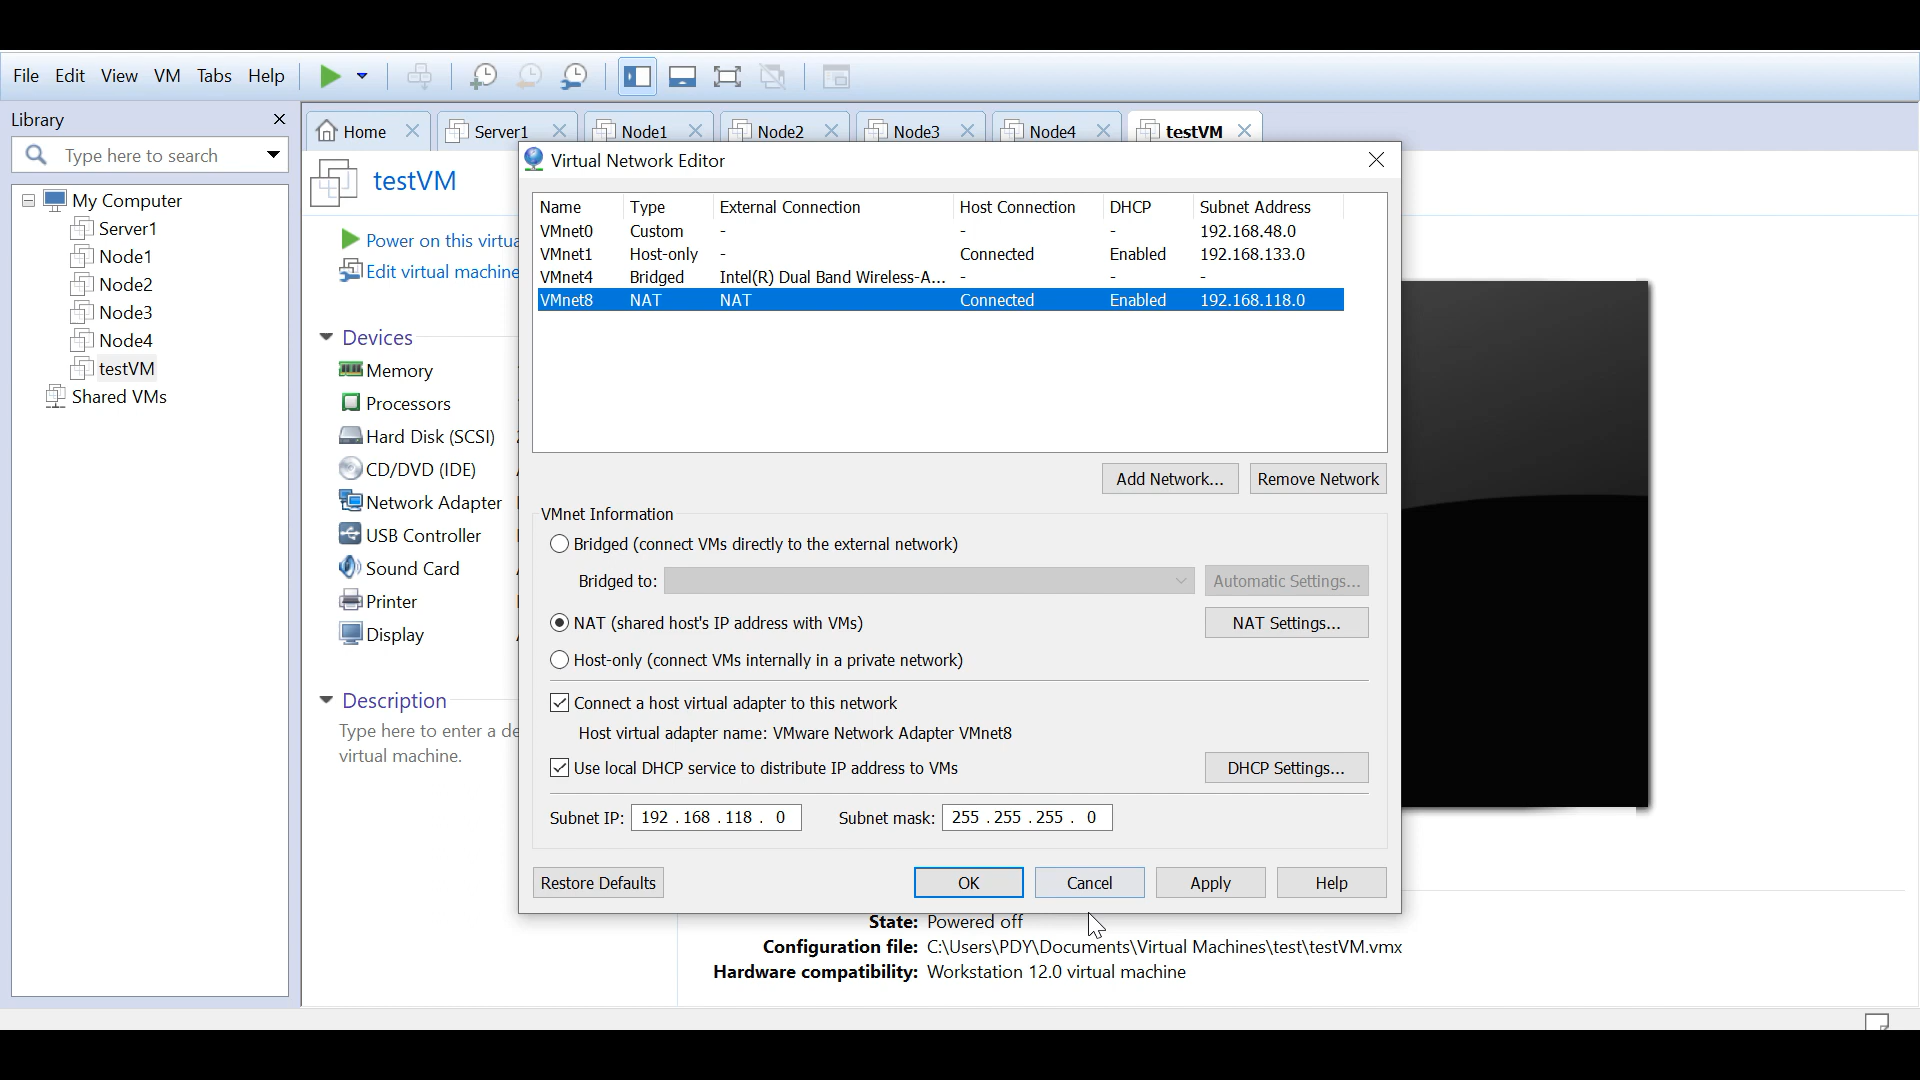 File Edit View VM Tabs Help
Library
Type here to search
My Computer
Server1
Node1
Node2
Node3
Node4
testVM
Shared VMs
Home Server1 Node1 Node2 Node3 Node4 testVM
testVM
Power on this virtua
Edit virtual machine
Devices
Memory
Processors
Hard Disk (SCSI)
CD/DVD (IDE)
Network Adapter
USB Controller
Sound Card
Printer
Display
Description
Type here to enter a de
virtual machine.
Virtual Network Editor
Name Type External Connection Host Connection DHCP Subnet Address
VMnet0 Custom - - - 192.168.48.0
VMnet1 Host-only - Connected Enabled 192.168.133.0
VMnet4 Bridged Intel(R) Dual Band Wireless-A... - - -
VMnet8 NAT NAT Connected Enabled 192.168.118.0
Add Network... Remove Network
VMnet Information
Bridged (connect VMs directly to the external network)
Bridged to: Automatic Settings...
NAT (shared host's IP address with VMs) NAT Settings...
Host-only (connect VMs internally in a private network)
Connect a host virtual adapter to this network
Host virtual adapter name: VMware Network Adapter VMnet8
Use local DHCP service to distribute IP address to VMs DHCP Settings...
Subnet IP: 192 . 168 . 118 . 0 Subnet mask: 255 . 255 . 255 . 0
Restore Defaults OK Cancel Apply Help
State: Powered off
Configuration file: C:\Users\PDY\Documents\Virtual Machines\test\testVM.vmx
Hardware compatibility: Workstation 12.0 virtual machine